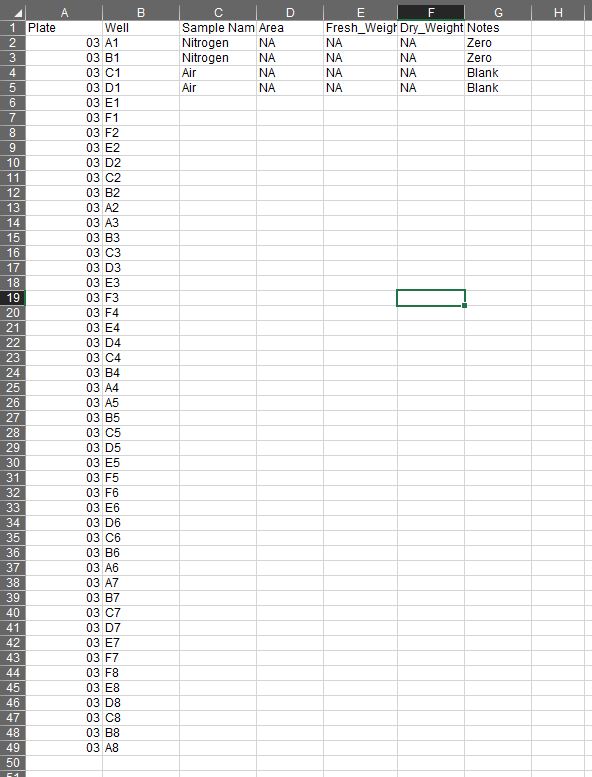 A B C D E F G H
1 Plate Well Sample Nam Area Fresh_Weigh Dry_Weight Notes
2 03 A1 Nitrogen NA NA NA Zero
3 03 B1 Nitrogen NA NA NA Zero
4 03 C1 Air NA NA NA Blank
5 03 D1 Air NA NA NA Blank
6 03 E1
7 03 F1
8 03 F2
9 03 E2
10 03 D2
11 03 C2
12 03 B2
13 03 A2
14 03 A3
15 03 B3
16 03 C3
17 03 D3
18 03 E3
19 03 F3
20 03 F4
21 03 E4
22 03 D4
23 03 C4
24 03 B4
25 03 A4
26 03 A5
27 03 B5
28 03 C5
29 03 D5
30 03 E5
31 03 F5
32 03 F6
33 03 E6
34 03 D6
35 03 C6
36 03 B6
37 03 A6
38 03 A7
39 03 B7
40 03 C7
41 03 D7
42 03 E7
43 03 F7
44 03 F8
45 03 E8
46 03 D8
47 03 C8
48 03 B8
49 03 A8
50
51